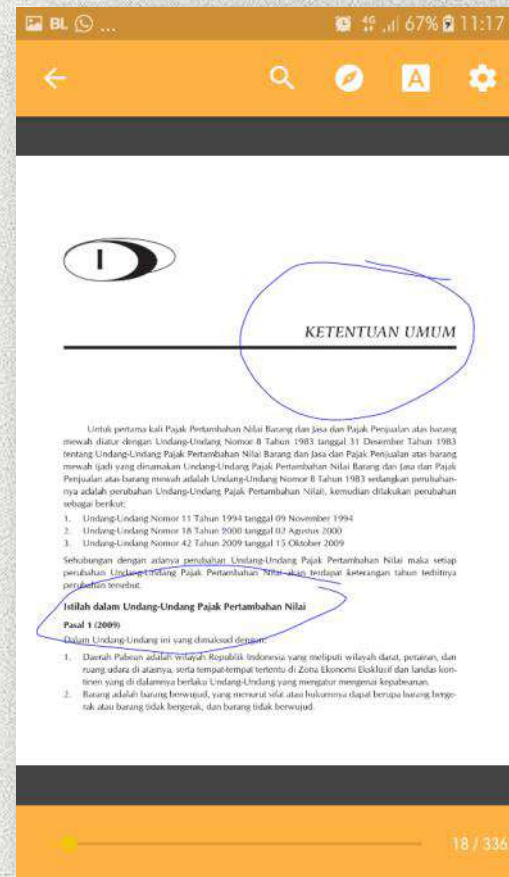 BL ... 4G 67% 11:17
A
I
KETENTUAN UMUM
Untuk pertama kali Pajak Pertambahan Nilai Barang dan Jasa dan Pajak Penjualan atas barang
mewah diatur dengan Undang-Undang Nomor 8 Tahun 1983 tanggal 31 Desember Tahun 1983
tentang Undang-Undang Pajak Pertambahan Nilai Barang dan Jasa dan Pajak Penjualan atas barang
mewah (jadi yang dinamakan Undang-Undang Pajak Pertambahan Nilai Barang dan Jasa dan Pajak
Penjualan atas barang mewah adalah Undang-Undang Nomor 8 Tahun 1983 sedangkan perubahan-
nya adalah perubahan Undang-Undang Pajak Pertambahan Nilai), kemudian dilakukan perubahan
sebagai berikut:
1. Undang-Undang Nomor 11 Tahun 1994 tanggal 09 November 1994
2. Undang-Undang Nomor 18 Tahun 2000 tanggal 02 Agustus 2000
3. Undang-Undang Nomor 42 Tahun 2009 tanggal 15 Oktober 2009
Sehubungan dengan adanya perubahan Undang-Undang Pajak Pertambahan Nilai maka setiap
perubahan Undang-Undang Pajak Pertambahan Nilai akan terdapat keterangan tahun
perubahan tersebut.
Istilah dalam Undang-Undang Pajak Pertambahan Nilai
Pasal 1 (2009)
Dalam Undang-Undang ini yang dimaksud dengan:
1. Daerah Pabean adalah wilayah Republik Indonesia yang meliputi wilayah darat, perairan, dan
ruang udara di atasnya, serta tempat-tempat tertentu di Zona Ekonomi Eksklusif dan landas kon-
tinen yang di dalamnya berlaku Undang-Undang yang mengatur mengenai kepabeanan.
2. Barang adalah barang berwujud, yang menurut sifat atau hukumnya dapat berupa barang berge-
rak atau barang tidak bergerak, dan barang tidak berwujud.
18 / 336